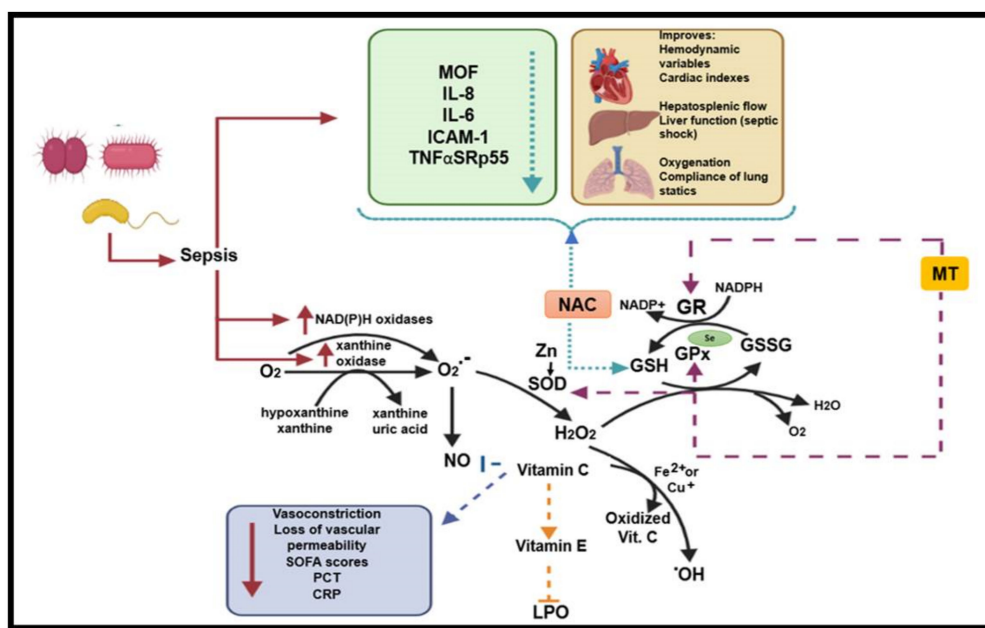 MOF
IL-8
IL-6
ICAM-1
TNFαSRp55
Improves:
Hemodynamic
variables
Cardiac indexes
Hepatosplenic flow
Liver function (septic
shock)
Oxygenation
Compliance of lung
statics
Sepsis
MT
NAC
NADP+
GR
NADPH
NAD(P)H oxidases
xanthine
oxidase
O₂
O₂•-
Zn
SOD
GSH
GPx
Se
GSSG
hypoxanthine
xanthine
xanthine
uric acid
H₂O₂
H₂O
O₂
NO
Vitamin C
Fe²⁺or
Cu⁺
Oxidized
Vit. C
Vitamin E
•OH
LPO
Vasoconstriction
Loss of vascular
permeability
SOFA scores
PCT
CRP